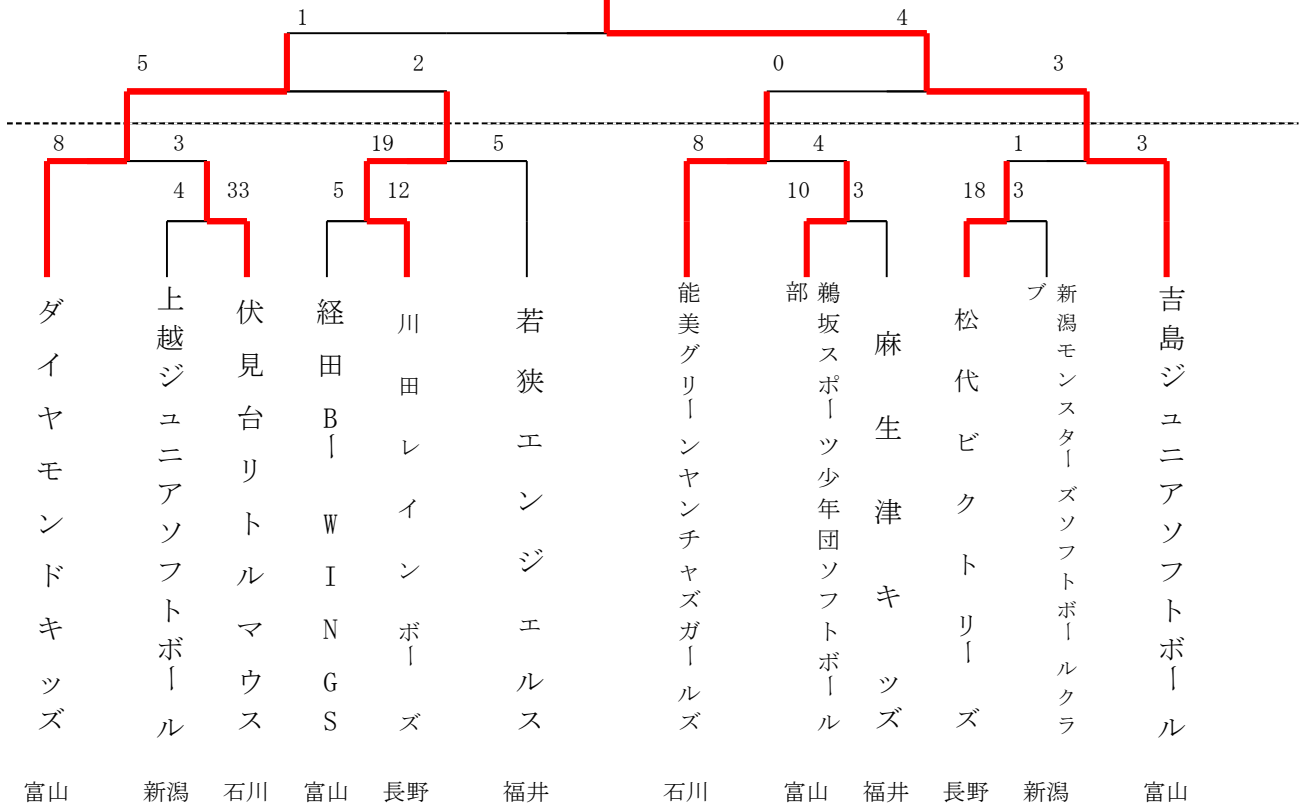 1 4
5 2 0 3
8 3 19 5 8 4 1 3
4 33 5 12 10 3 18 3
ダイヤモンドキッズ
上越ジュニアソフトボール
伏見台リトルマウス
経田B-WINGS
川田レインボーズ
若狭エンジェルス
能美グリーンヤンチャズガールズ
鵜坂スポーツ少年団ソフトボール
部
麻生津キッズ
松代ビクトリーズ
新潟モンスターズソフトボールクラ
ブ
吉島ジュニアソフトボール
富山 新潟 石川 富山 長野 福井 石川 富山 福井 長野 新潟 富山